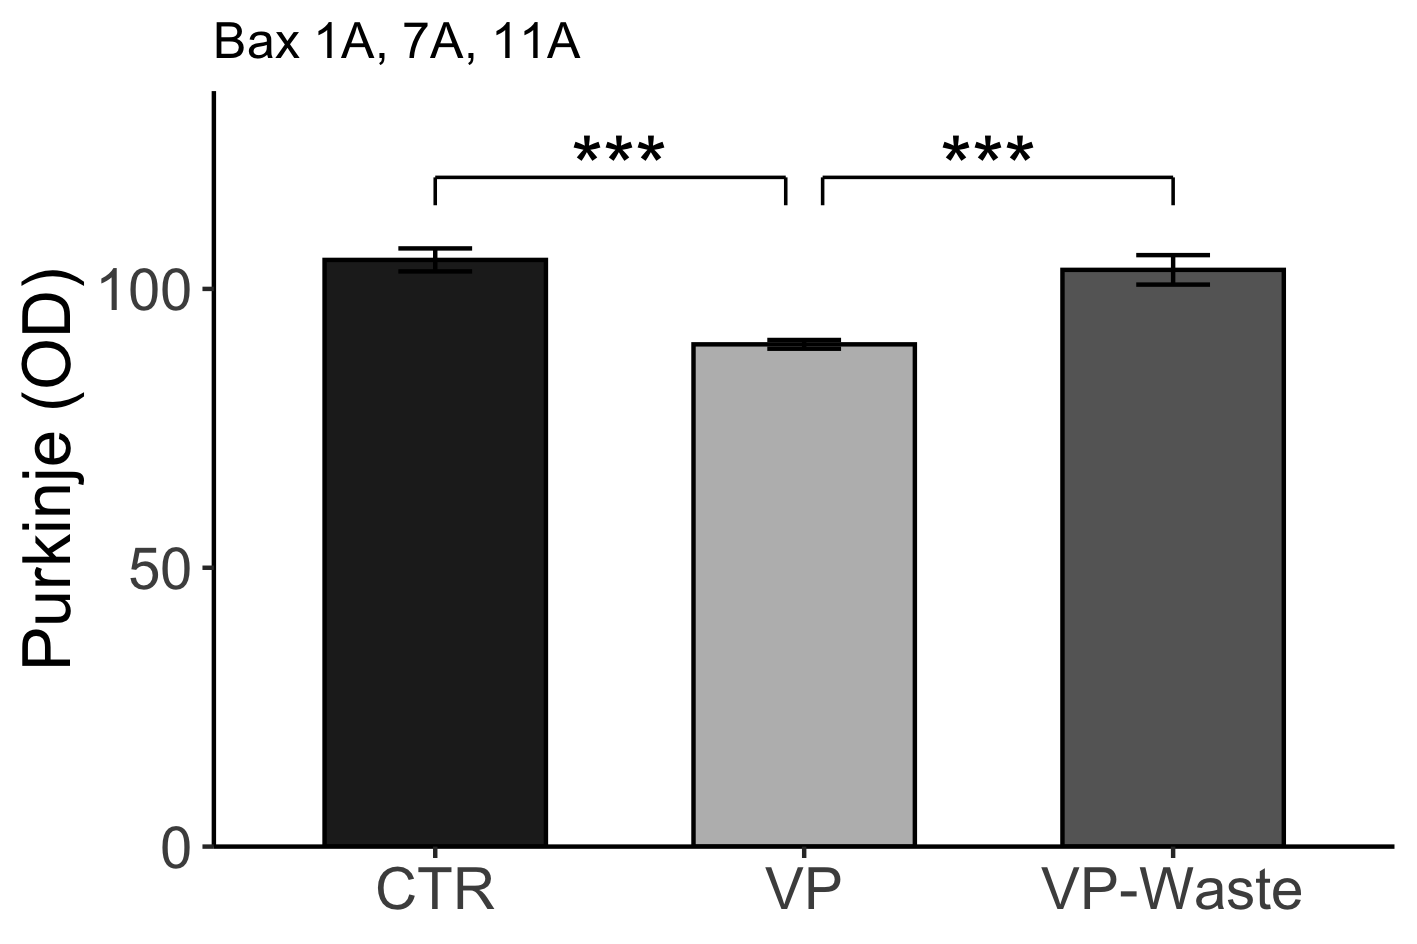 Bax 1A, 7A, 11A
*** ***
Purkinje (OD)
100
50
0
CTR VP VP-Waste